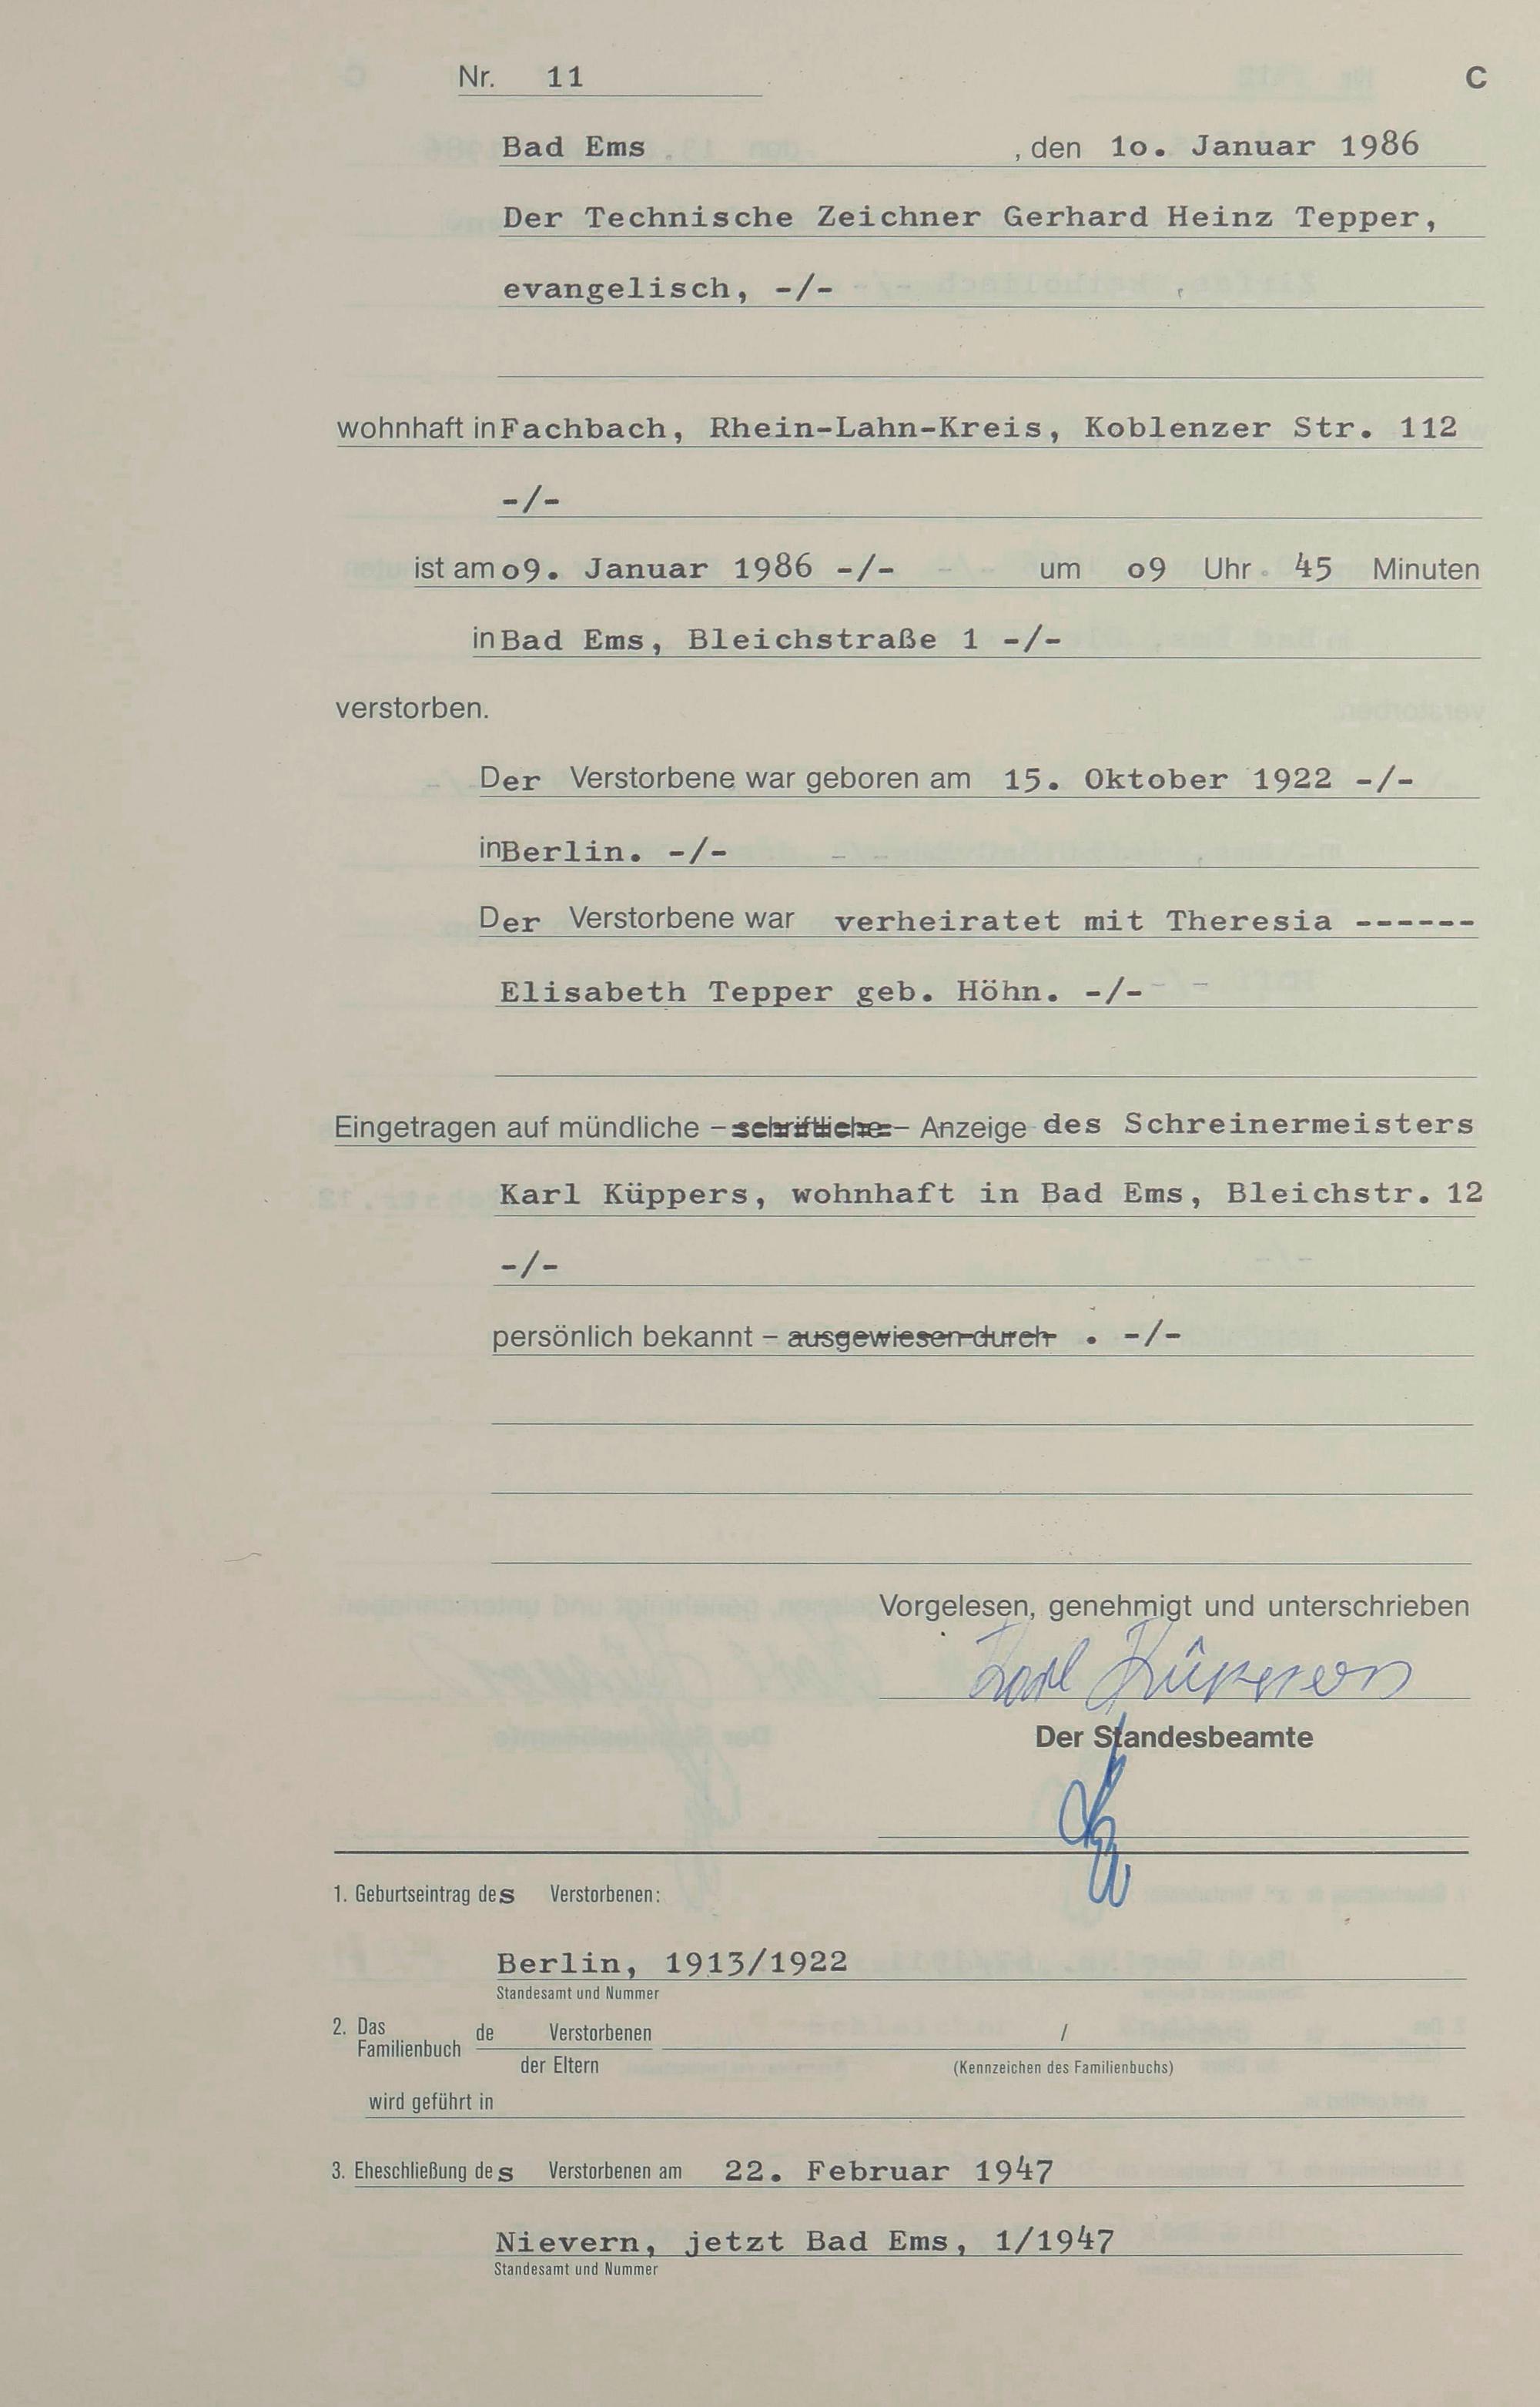 Nr. 11 C
Bad Ems , den 1o. Januar 1986
Der Technische Zeichner Gerhard Heinz Tepper,
evangelisch, -/-
wohnhaft in Fachbach, Rhein-Lahn-Kreis, Koblenzer Str. 112
-/-
ist am o9. Januar 1986 -/- um o9 Uhr 45 Minuten
in Bad Ems, Bleichstraße 1 -/-
verstorben.
Der Verstorbene war geboren am 15. Oktober 1922 -/-
in Berlin. -/-
Der Verstorbene war verheiratet mit Theresia ------
Elisabeth Tepper geb. Höhn. -/-
Eingetragen auf mündliche – schriftliche – Anzeige des Schreinermeisters
Karl Küppers, wohnhaft in Bad Ems, Bleichstr. 12
-/-
persönlich bekannt – ausgewiesen durch . -/-
Vorgelesen, genehmigt und unterschrieben
Karl Küppers
Der Standesbeamte
1. Geburtseintrag des Verstorbenen:
Berlin, 1913/1922
Standesamt und Nummer
2. Das Familienbuch de Verstorbenen /
der Eltern (Kennzeichen des Familienbuchs)
wird geführt in
3. Eheschließung des Verstorbenen am 22. Februar 1947
Nievern, jetzt Bad Ems, 1/1947
Standesamt und Nummer